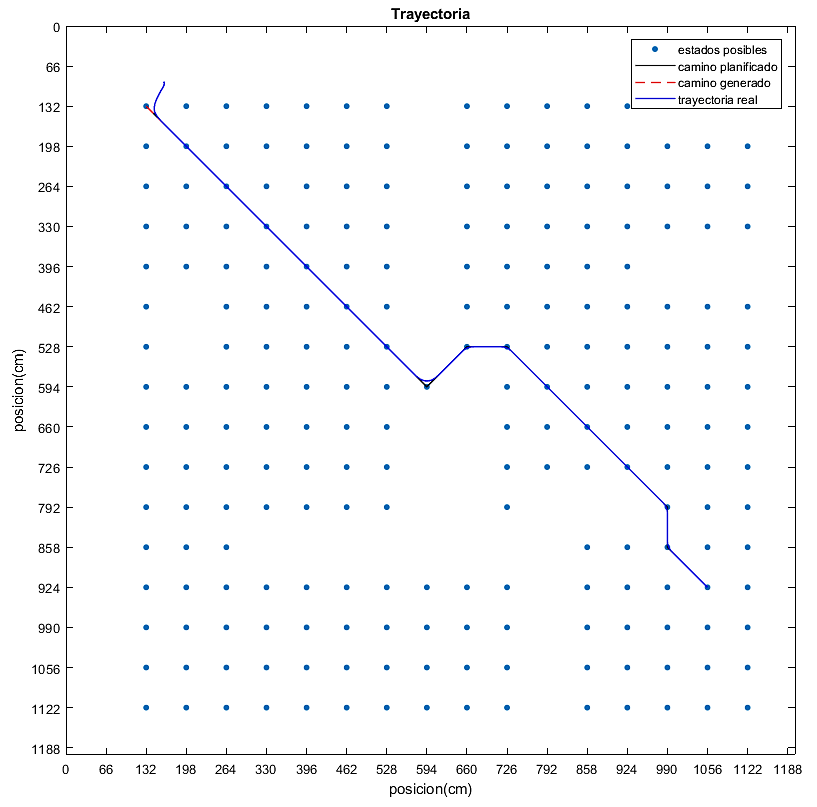 Trayectoria
estados posibles
camino planificado
camino generado
trayectoria real
0
66
132
198
264
330
396
462
528
594
660
726
792
858
924
990
1056
1122
1188
posicion(cm)
0 66 132 198 264 330 396 462 528 594 660 726 792 858 924 990 1056 1122 1188
posicion(cm)